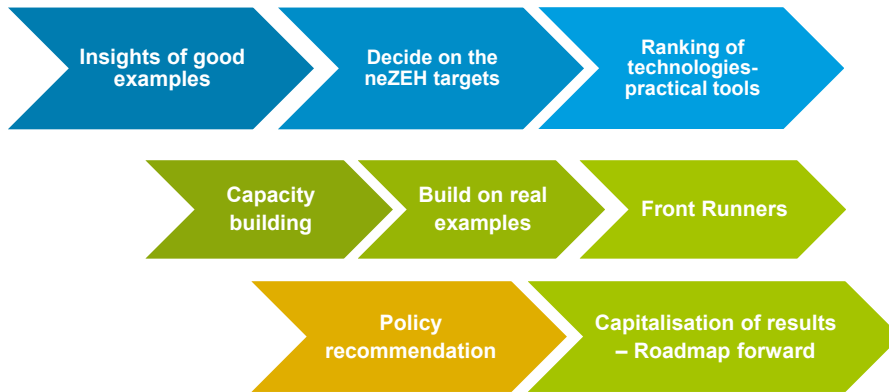 Insights of good
examples
Decide on the
neZEH targets
Ranking of
technologies-
practical tools
Capacity
building
Build on real
examples
Front Runners
Policy
recommendation
Capitalisation of results
– Roadmap forward